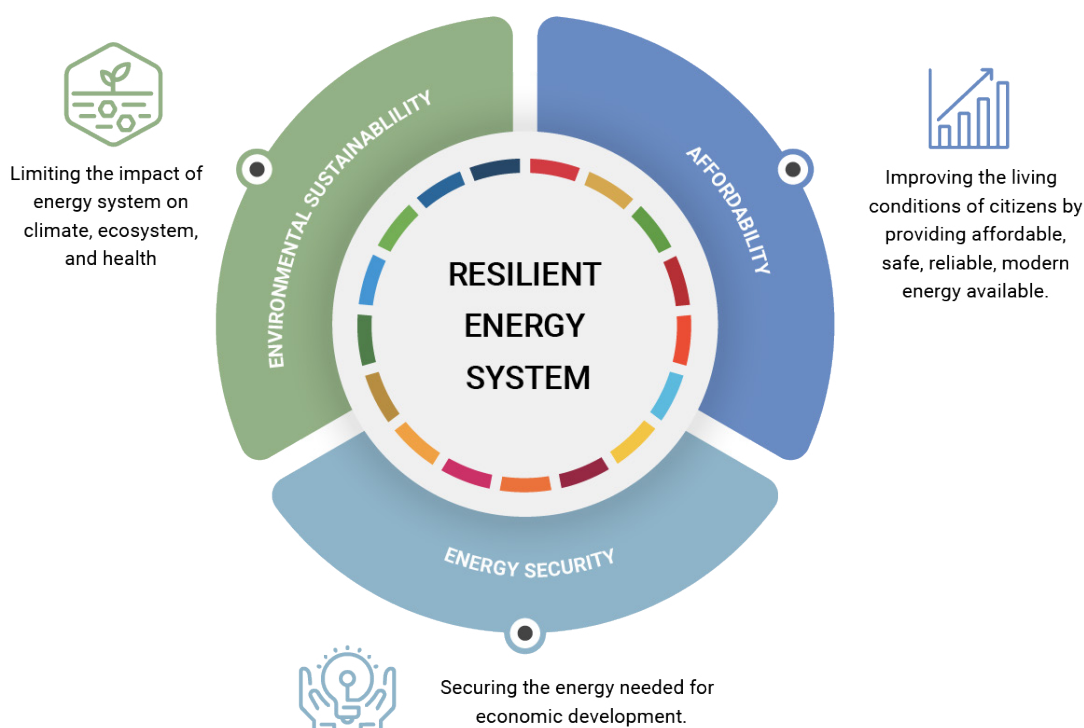 Limiting the impact of
energy system on
climate, ecosystem,
and health
ENVIRONMENTAL SUSTAINABLILITY
AFFORDABILITY
Improving the living
conditions of citizens by
providing affordable,
safe, reliable, modern
energy available.
RESILIENT
ENERGY
SYSTEM
ENERGY SECURITY
Securing the energy needed for
economic development.